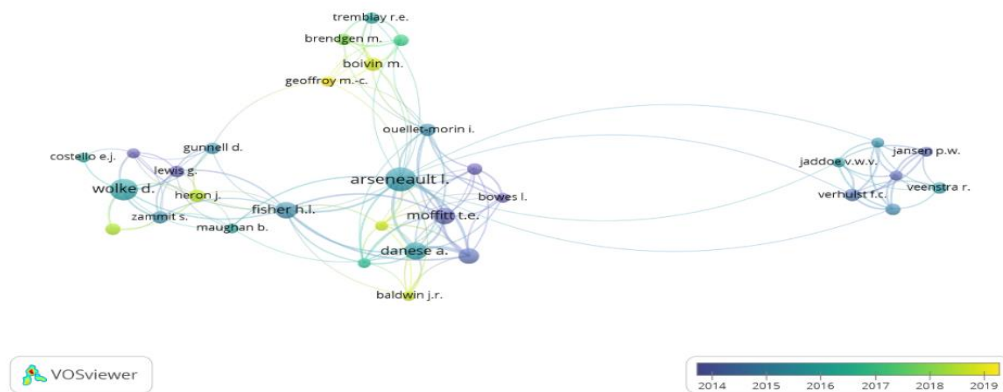 tremblay r.e.
brendgen m.
boivin m.
geoffroy m.-c.
ouellet-morin i.
gunnell d.
costello e.j.
lewis g.
wolke d.
heron j.
zammit s.
maughan b.
fisher h.l.
arseneault l.
bowes l.
moffitt t.e.
danese a.
baldwin j.r.
jansen p.w.
jaddoe v.w.v.
verhulst f.c.
veenstra r.
VOSviewer
2014 2015 2016 2017 2018 2019